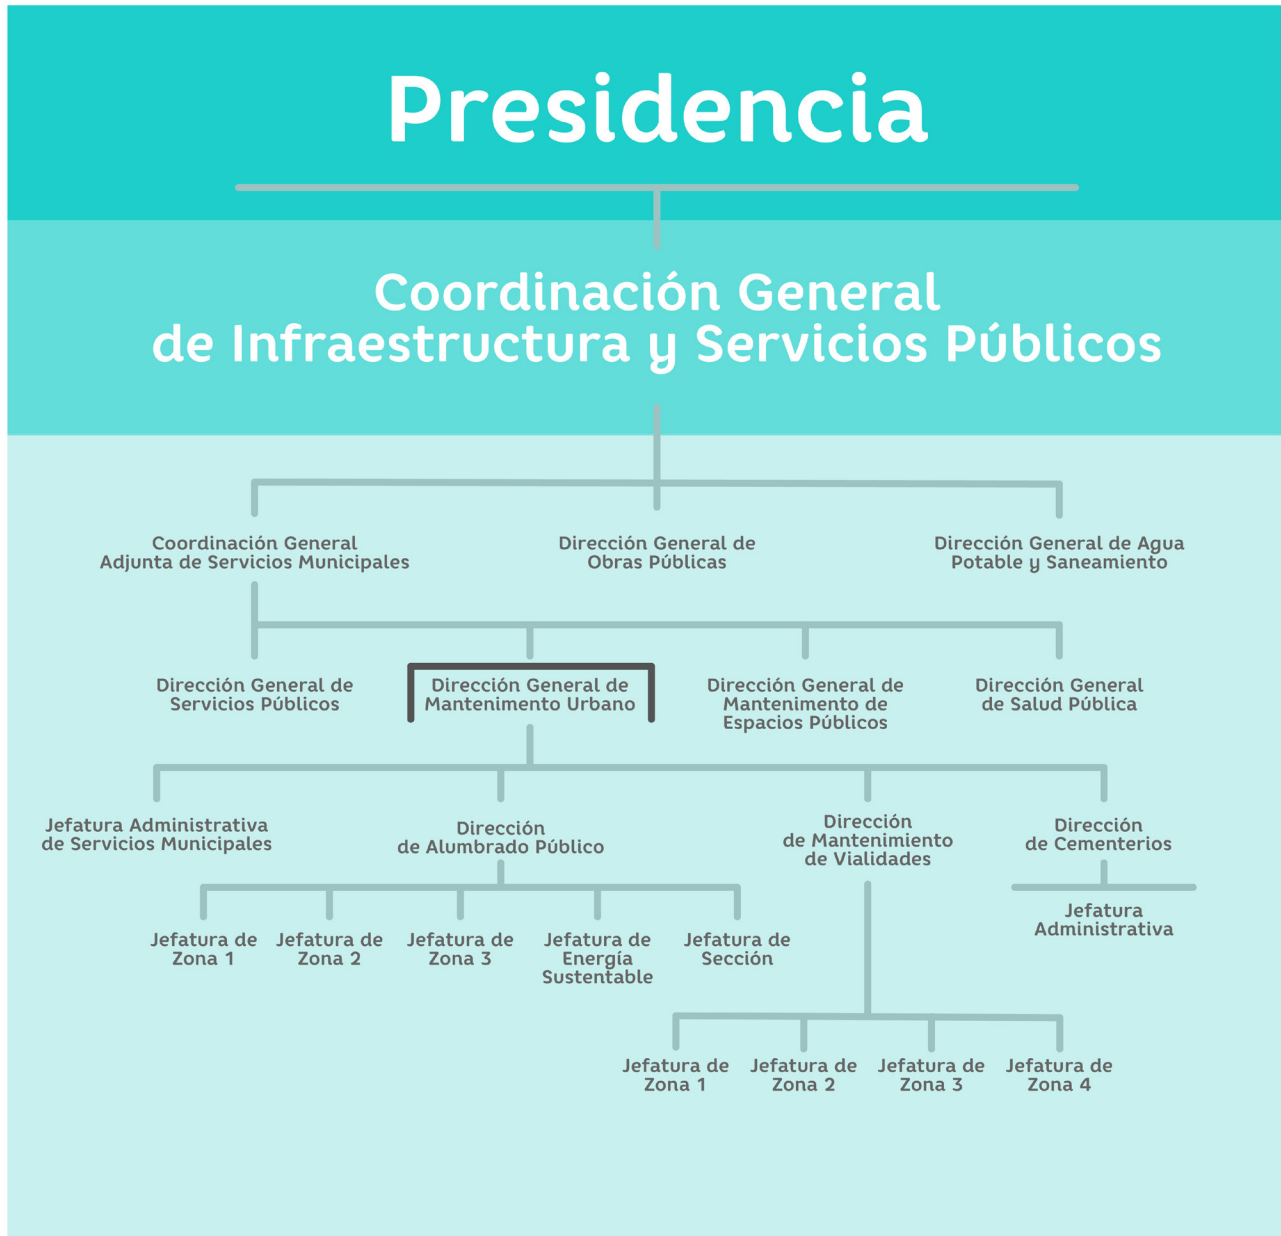 Presidencia
Coordinación General
de Infraestructura y Servicios Públicos
Coordinación General
Adjunta de Servicios Municipales
Dirección General de
Obras Públicas
Dirección General de Agua
Potable y Saneamiento
Dirección General de
Servicios Públicos
Dirección General de
Mantenimento Urbano
Dirección General de
Mantenimento de
Espacios Públicos
Dirección General
de Salud Pública
Jefatura Administrativa
de Servicios Municipales
Dirección
de Alumbrado Público
Dirección
de Mantenimiento
de Vialidades
Dirección
de Cementerios
Jefatura de
Zona 1
Jefatura de
Zona 2
Jefatura de
Zona 3
Jefatura de
Energía
Sustentable
Jefatura de
Sección
Jefatura
Administrativa
Jefatura de
Zona 1
Jefatura de
Zona 2
Jefatura de
Zona 3
Jefatura de
Zona 4